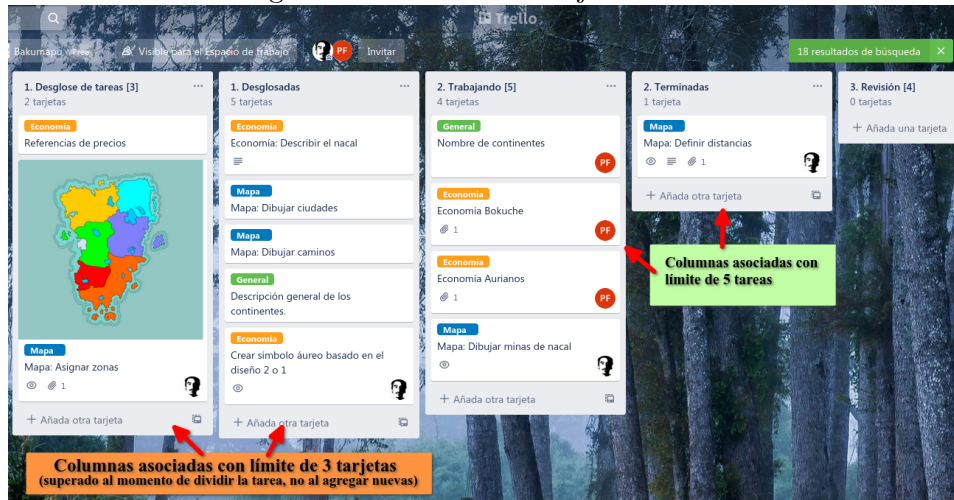 Trello
Bakumapu Free
Visible para el Espacio de trabajo
PF
Invitar
18 resultados de búsqueda
1. Desglose de tareas [3]
2 tarjetas
Economía
Referencias de precios
Mapa
Mapa: Asignar zonas
1
+ Añada otra tarjeta
1. Desglosadas
5 tarjetas
Economía
Economía: Describir el nacal
Mapa
Mapa: Dibujar ciudades
Mapa
Mapa: Dibujar caminos
General
Descripción general de los
continentes.
Economía
Crear simbolo áureo basado en el
diseño 2 o 1
+ Añada otra tarjeta
2. Trabajando [5]
4 tarjetas
General
Nombre de continentes
PF
Economía
Economía Bokuche
1
PF
Economía
Economía Aurianos
1
PF
Mapa
Mapa: Dibujar minas de nacal
+ Añada otra tarjeta
2. Terminadas
1 tarjeta
Mapa
Mapa: Definir distancias
1
+ Añada otra tarjeta
3. Revisión [4]
0 tarjetas
+ Añada una tarjeta
Columnas asociadas con
límite de 5 tareas
Columnas asociadas con límite de 3 tarjetas
(superado al momento de dividir la tarea, no al agregar nuevas)